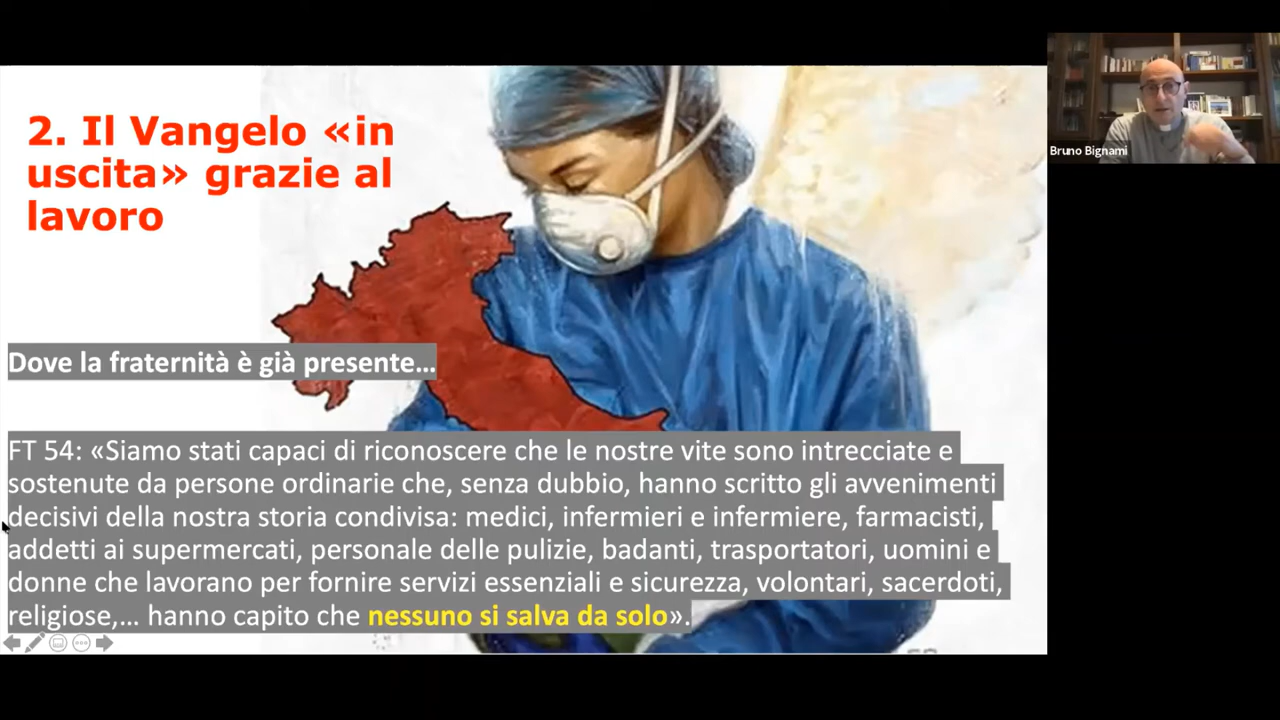 2. Il Vangelo «in
uscita» grazie al
lavoro
Bruno Bignami
Dove la fraternità è già presente…
FT 54: «Siamo stati capaci di riconoscere che le nostre vite sono intrecciate e
sostenute da persone ordinarie che, senza dubbio, hanno scritto gli avvenimenti
decisivi della nostra storia condivisa: medici, infermieri e infermiere, farmacisti,
addetti ai supermercati, personale delle pulizie, badanti, trasportatori, uomini e
donne che lavorano per fornire servizi essenziali e sicurezza, volontari, sacerdoti,
religiose,… hanno capito che nessuno si salva da solo».